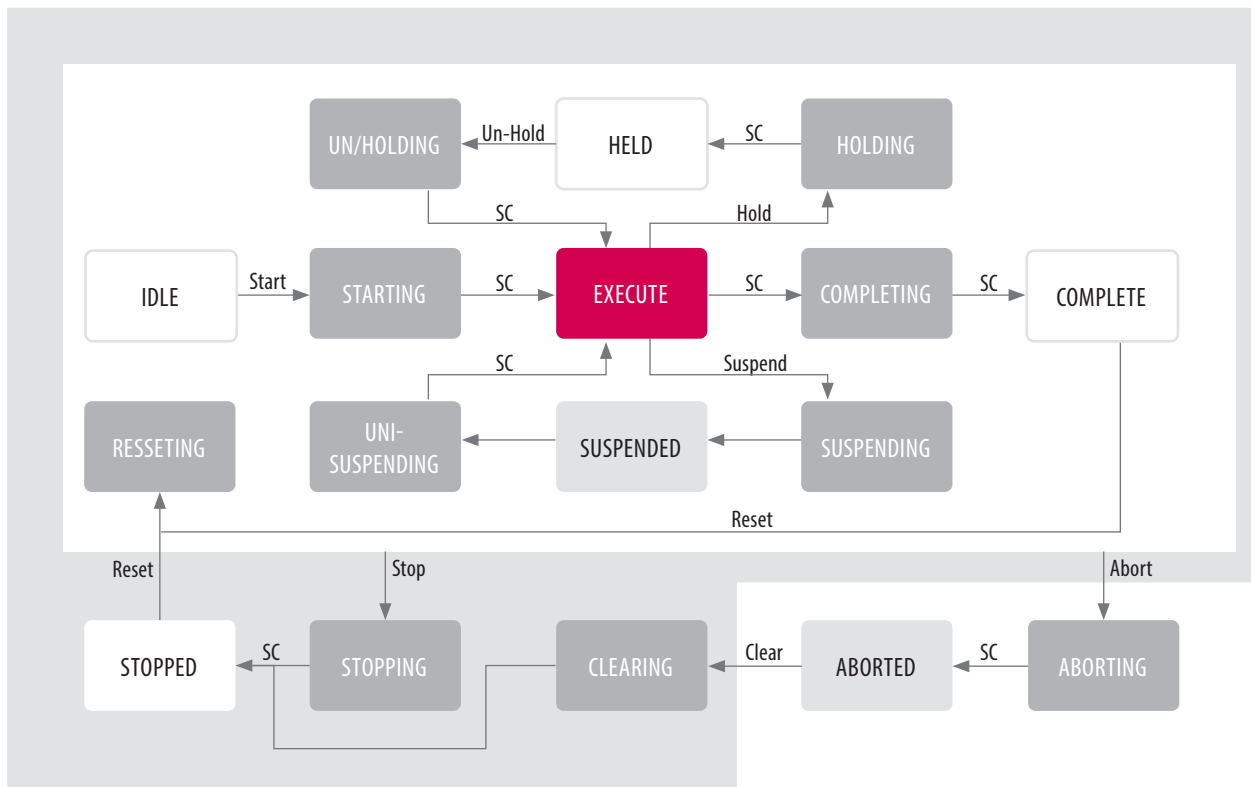 UN/HOLDING
Un-Hold
HELD
SC
HOLDING
SC
Hold
IDLE
Start
STARTING
SC
EXECUTE
SC
COMPLETING
SC
COMPLETE
SC
Suspend
RESSETING
UNI-
SUSPENDING
SUSPENDED
SUSPENDING
Reset
Reset
Stop
Abort
STOPPED
SC
STOPPING
CLEARING
Clear
ABORTED
SC
ABORTING